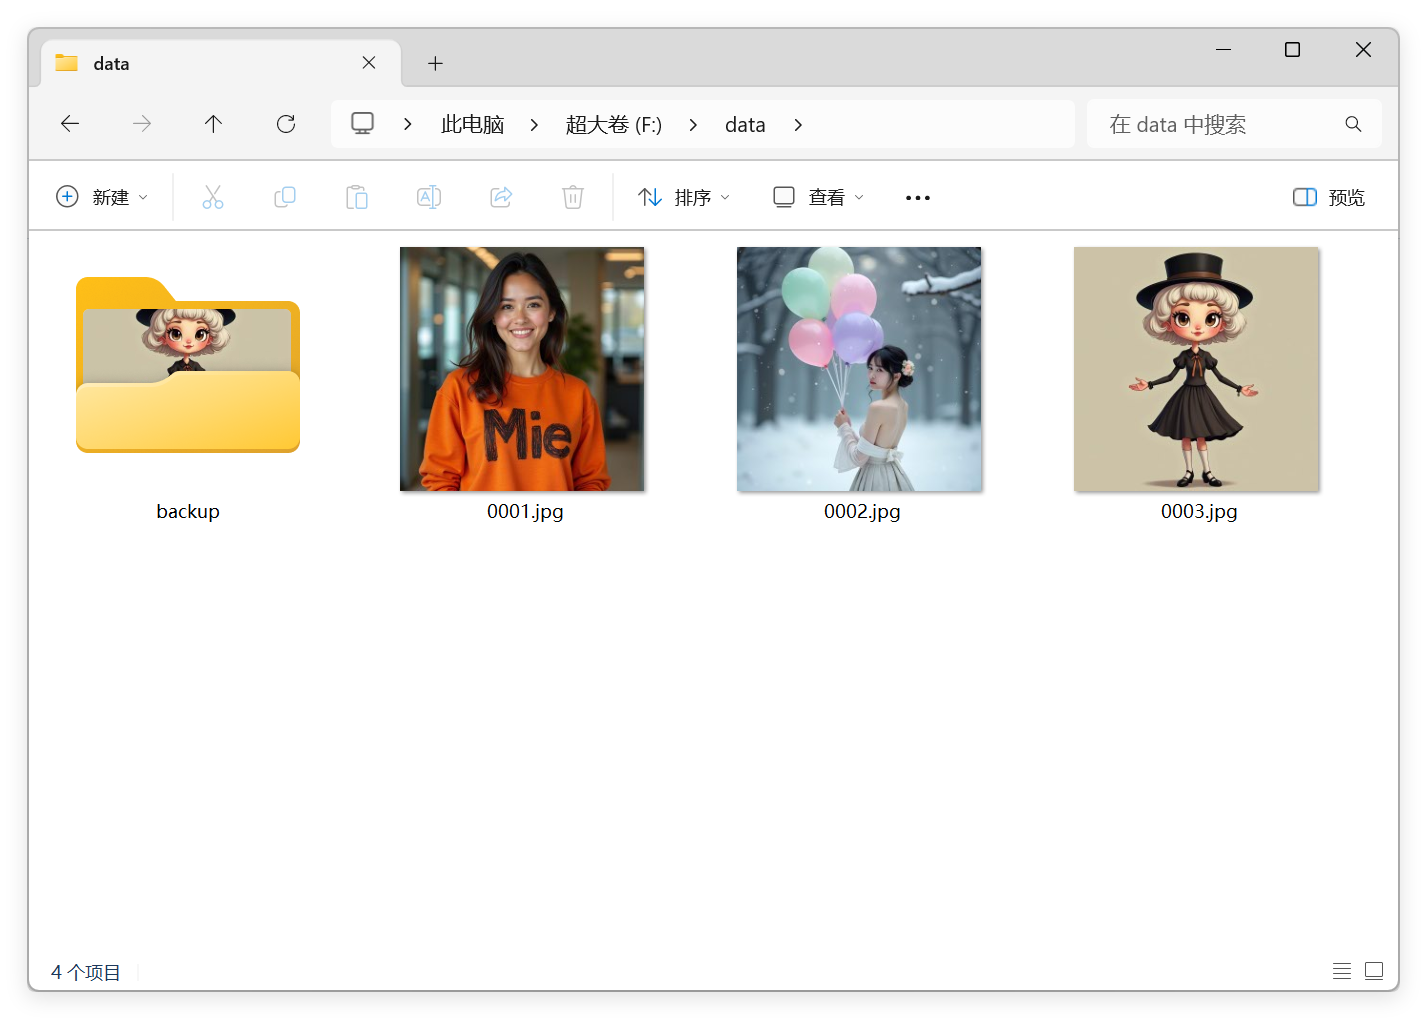 data
此电脑 超大卷 (F:) data
在 data 中搜索
新建 排序 查看 预览
Mie
backup 0001.jpg 0002.jpg 0003.jpg
4 个项目